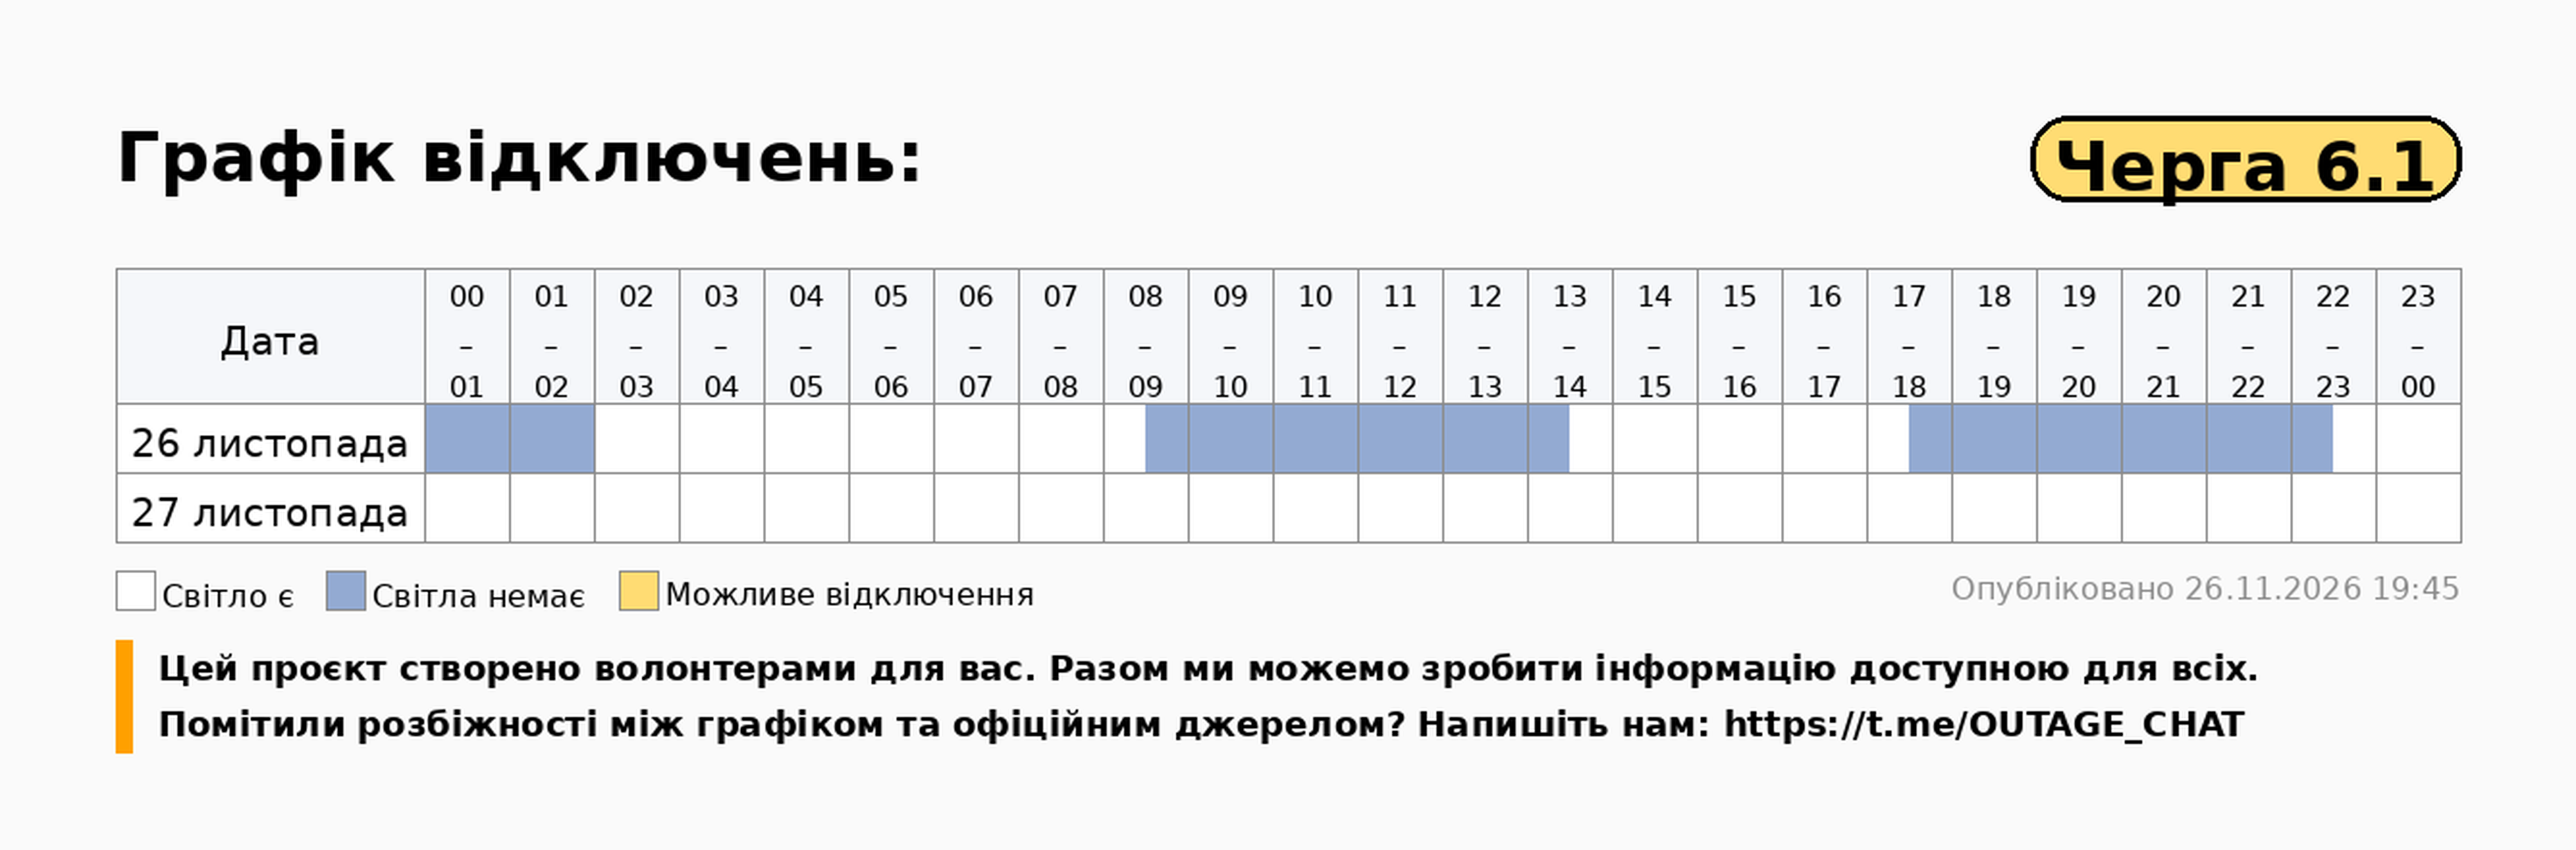 Графік відключень:
Черга 6.1
Дата
00 – 01
01 – 02
02 – 03
03 – 04
04 – 05
05 – 06
06 – 07
07 – 08
08 – 09
09 – 10
10 – 11
11 – 12
12 – 13
13 – 14
14 – 15
15 – 16
16 – 17
17 – 18
18 – 19
19 – 20
20 – 21
21 – 22
22 – 23
23 – 00
26 листопада
27 листопада
Світло є
Світла немає
Можливе відключення
Опубліковано 26.11.2026 19:45
Цей проєкт створено волонтерами для вас. Разом ми можемо зробити інформацію доступною для всіх.
Помітили розбіжності між графіком та офіційним джерелом? Напишіть нам: https://t.me/OUTAGE_CHAT